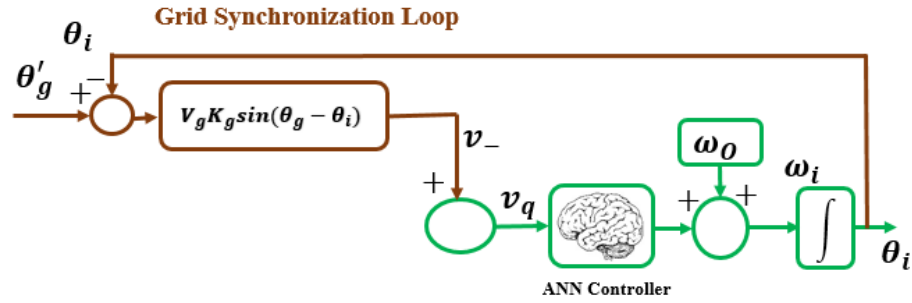 Grid Synchronization Loop
θᵢ
θ′g
+
−
VgKgsin(θg − θᵢ)
v₋
+
vq
ANN Controller
ωO
+
+
ωᵢ
∫
θᵢ